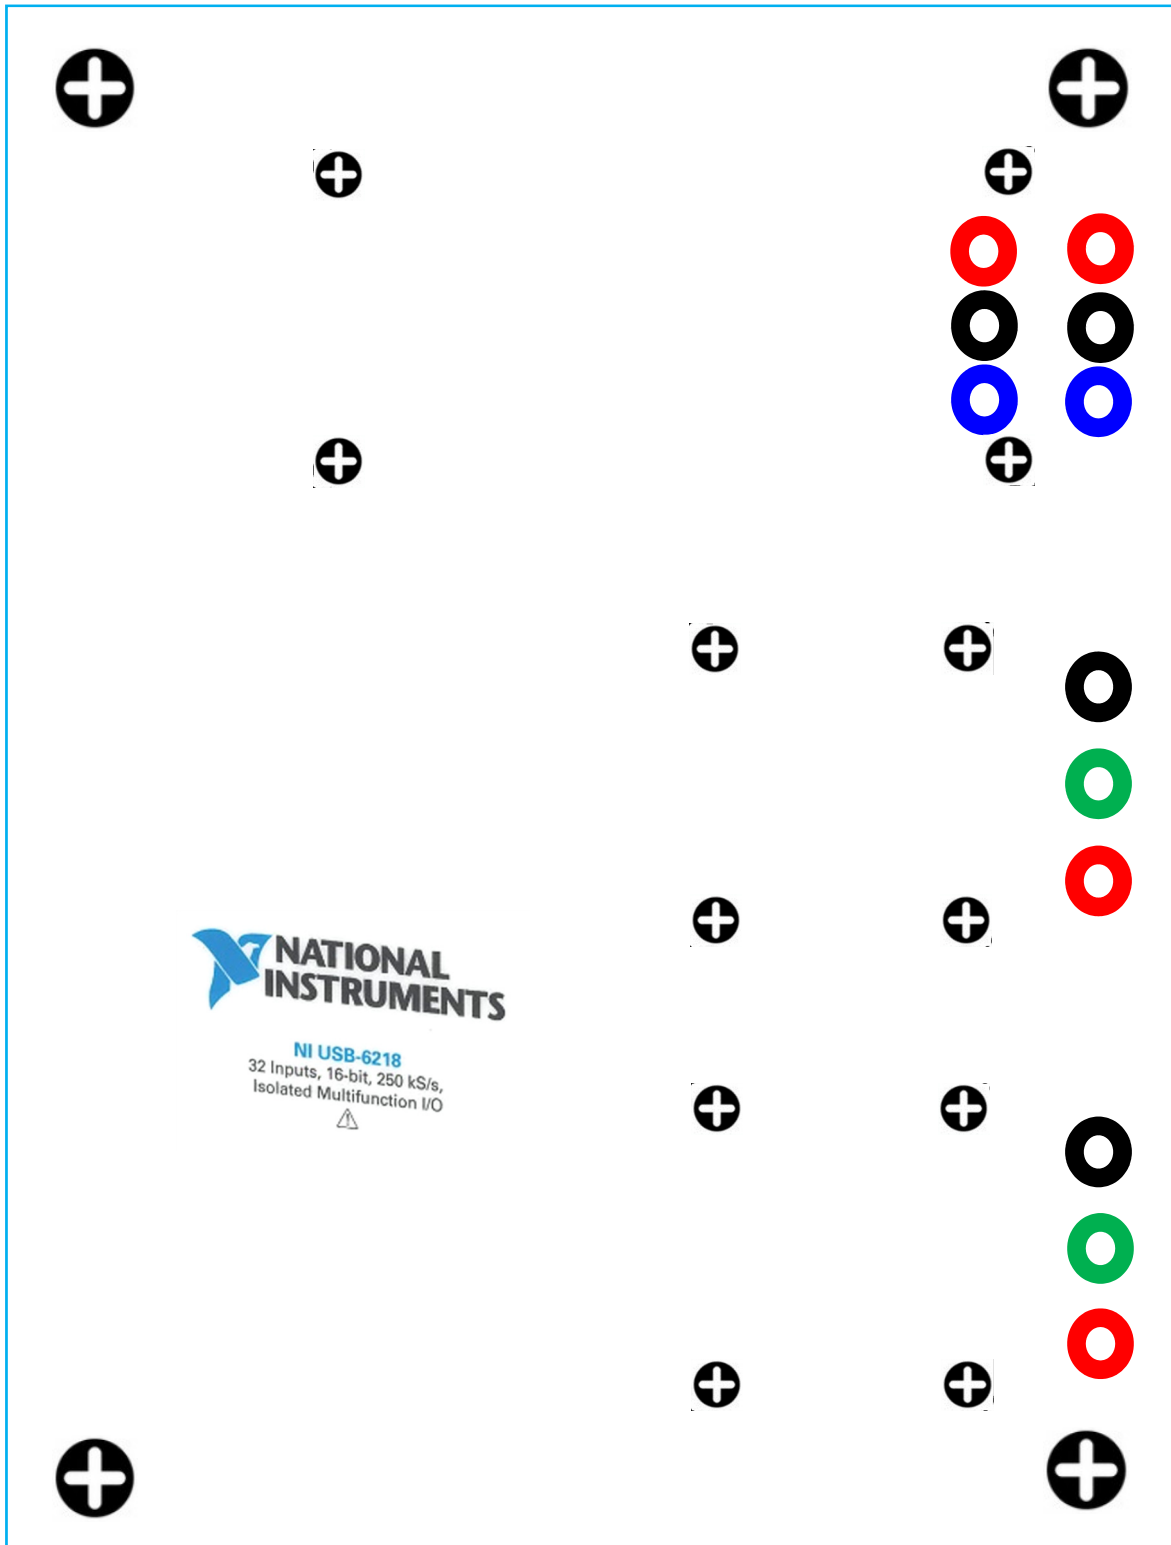 NATIONAL
INSTRUMENTS
NI USB-6218
32 Inputs, 16-bit, 250 kS/s,
Isolated Multifunction I/O